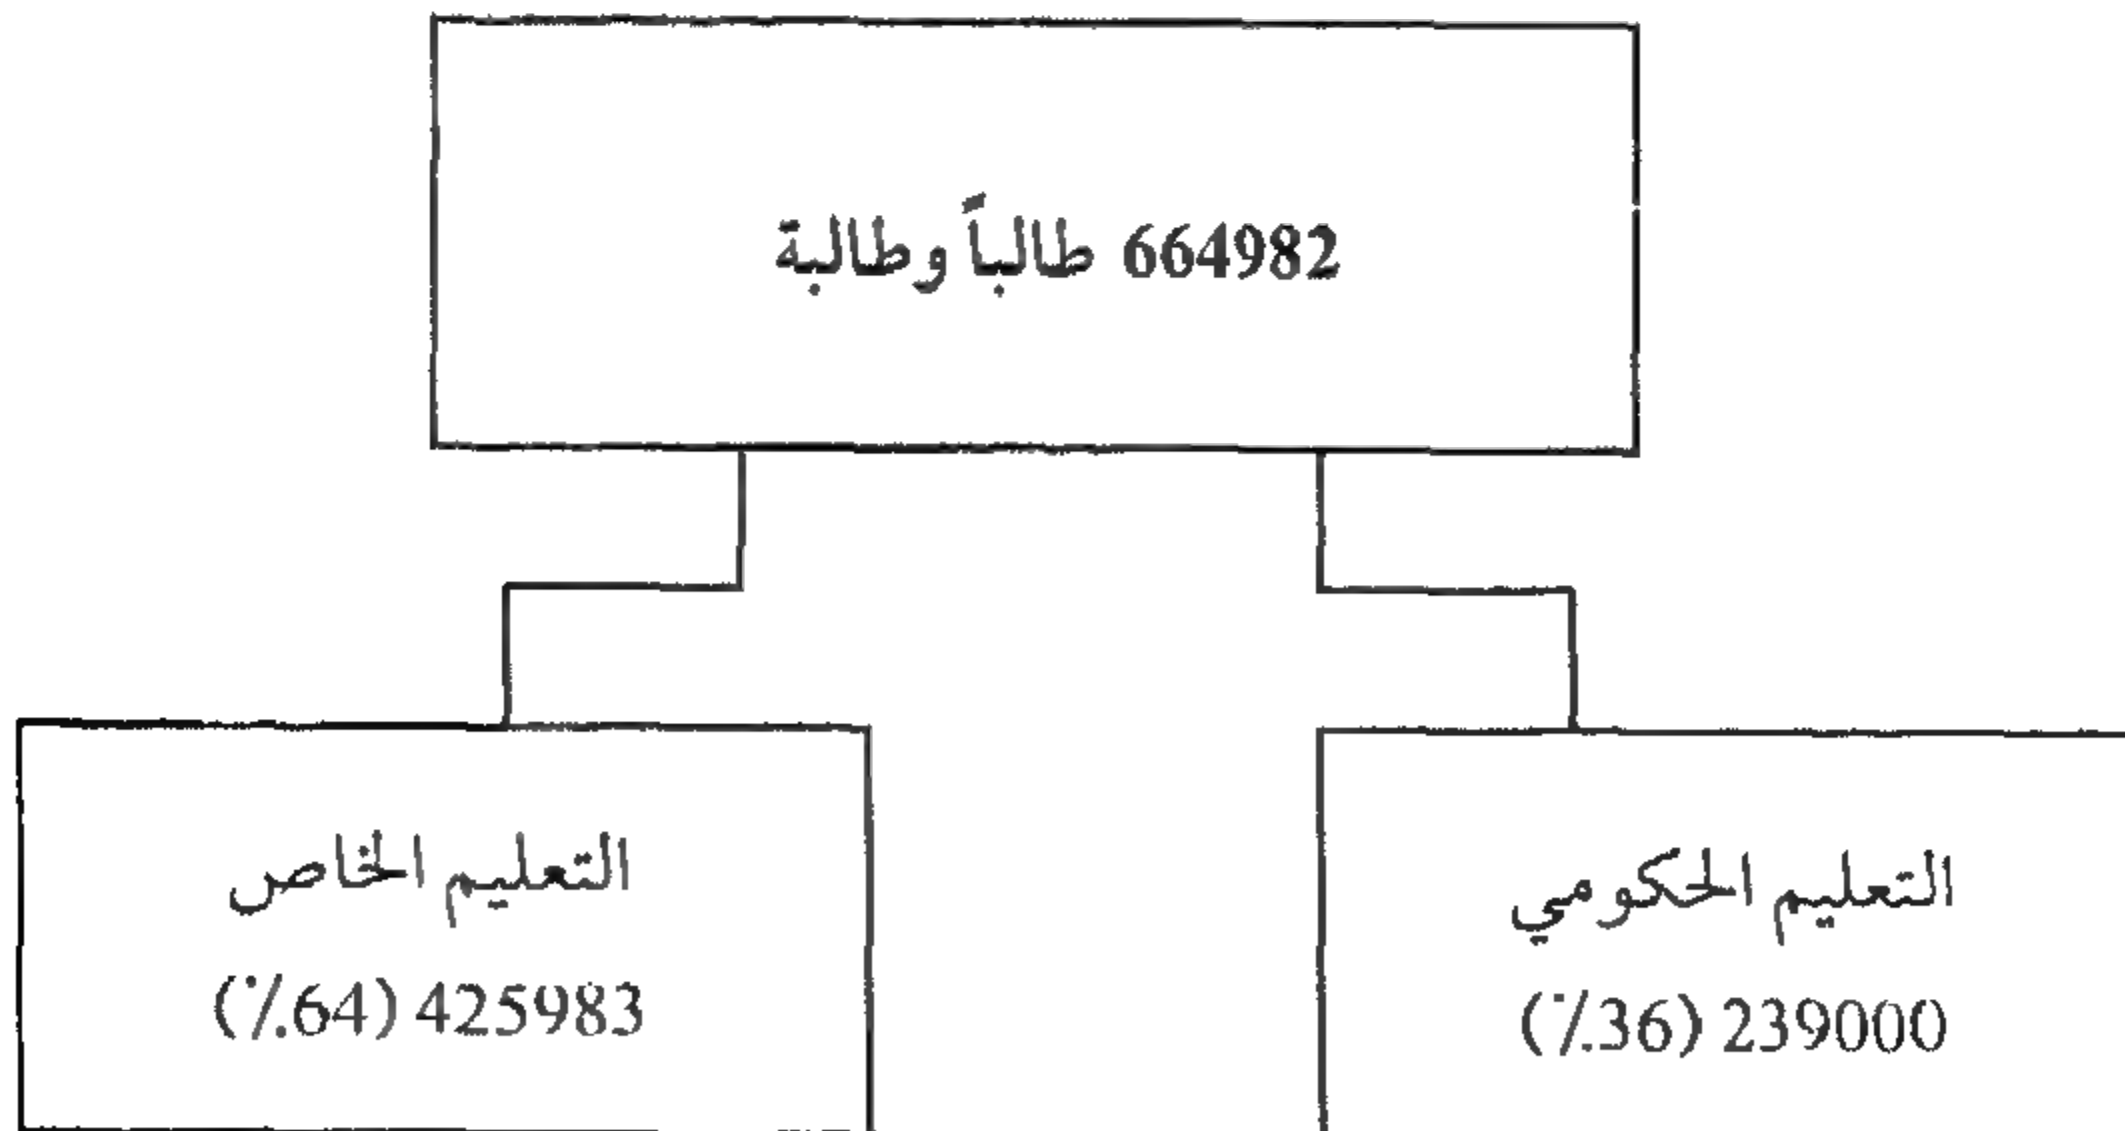 664982 طالباً وطالبة
التعليم الحكومي
239000 (36٪)
التعليم الخاص
425983 (64٪)